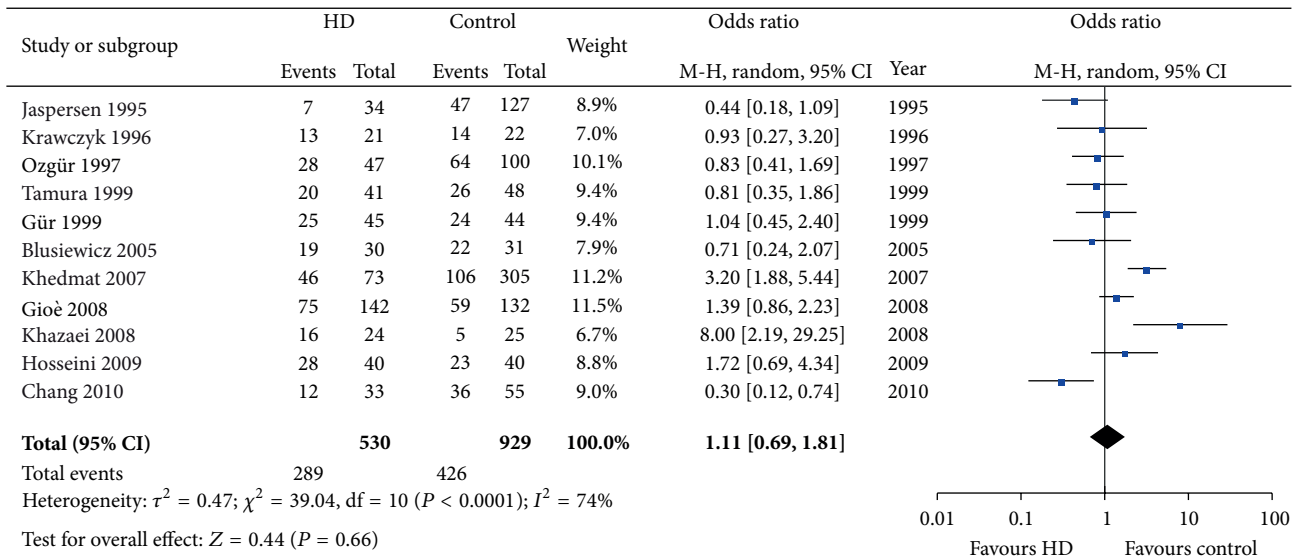 HD Control Odds ratio Odds ratio
Study or subgroup Weight
Events Total Events Total M-H, random, 95% CI Year M-H, random, 95% CI
Jaspersen 1995 7 34 47 127 8.9% 0.44 [0.18, 1.09] 1995
Krawczyk 1996 13 21 14 22 7.0% 0.93 [0.27, 3.20] 1996
Ozgür 1997 28 47 64 100 10.1% 0.83 [0.41, 1.69] 1997
Tamura 1999 20 41 26 48 9.4% 0.81 [0.35, 1.86] 1999
Gür 1999 25 45 24 44 9.4% 1.04 [0.45, 2.40] 1999
Blusiewicz 2005 19 30 22 31 7.9% 0.71 [0.24, 2.07] 2005
Khedmat 2007 46 73 106 305 11.2% 3.20 [1.88, 5.44] 2007
Gioè 2008 75 142 59 132 11.5% 1.39 [0.86, 2.23] 2008
Khazaei 2008 16 24 5 25 6.7% 8.00 [2.19, 29.25] 2008
Hosseini 2009 28 40 23 40 8.8% 1.72 [0.69, 4.34] 2009
Chang 2010 12 33 36 55 9.0% 0.30 [0.12, 0.74] 2010
Total (95% CI) 530 929 100.0% 1.11 [0.69, 1.81]
Total events 289 426
Heterogeneity: τ² = 0.47; χ² = 39.04, df = 10 (P < 0.0001); I² = 74%
Test for overall effect: Z = 0.44 (P = 0.66)
0.01 0.1 1 10 100
Favours HD Favours control